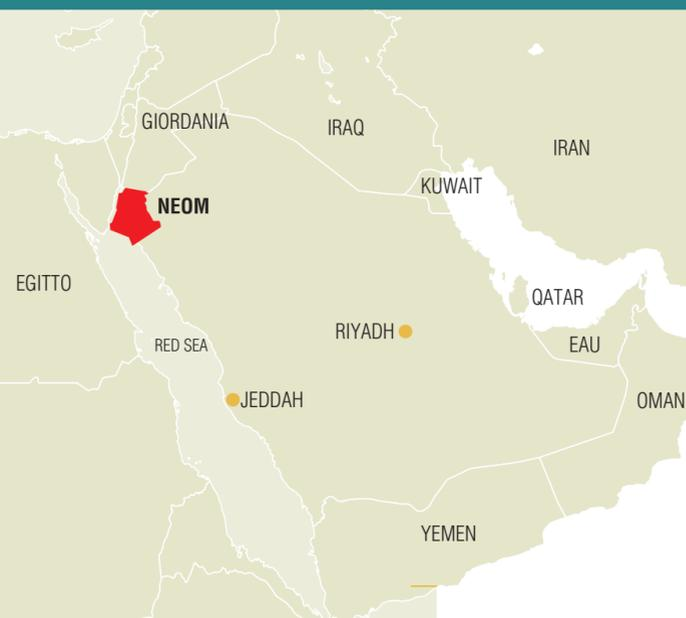 GIORDANIA
IRAQ
IRAN
KUWAIT
NEOM
EGITTO
QATAR
RIYADH
RED SEA
EAU
JEDDAH
OMAN
YEMEN